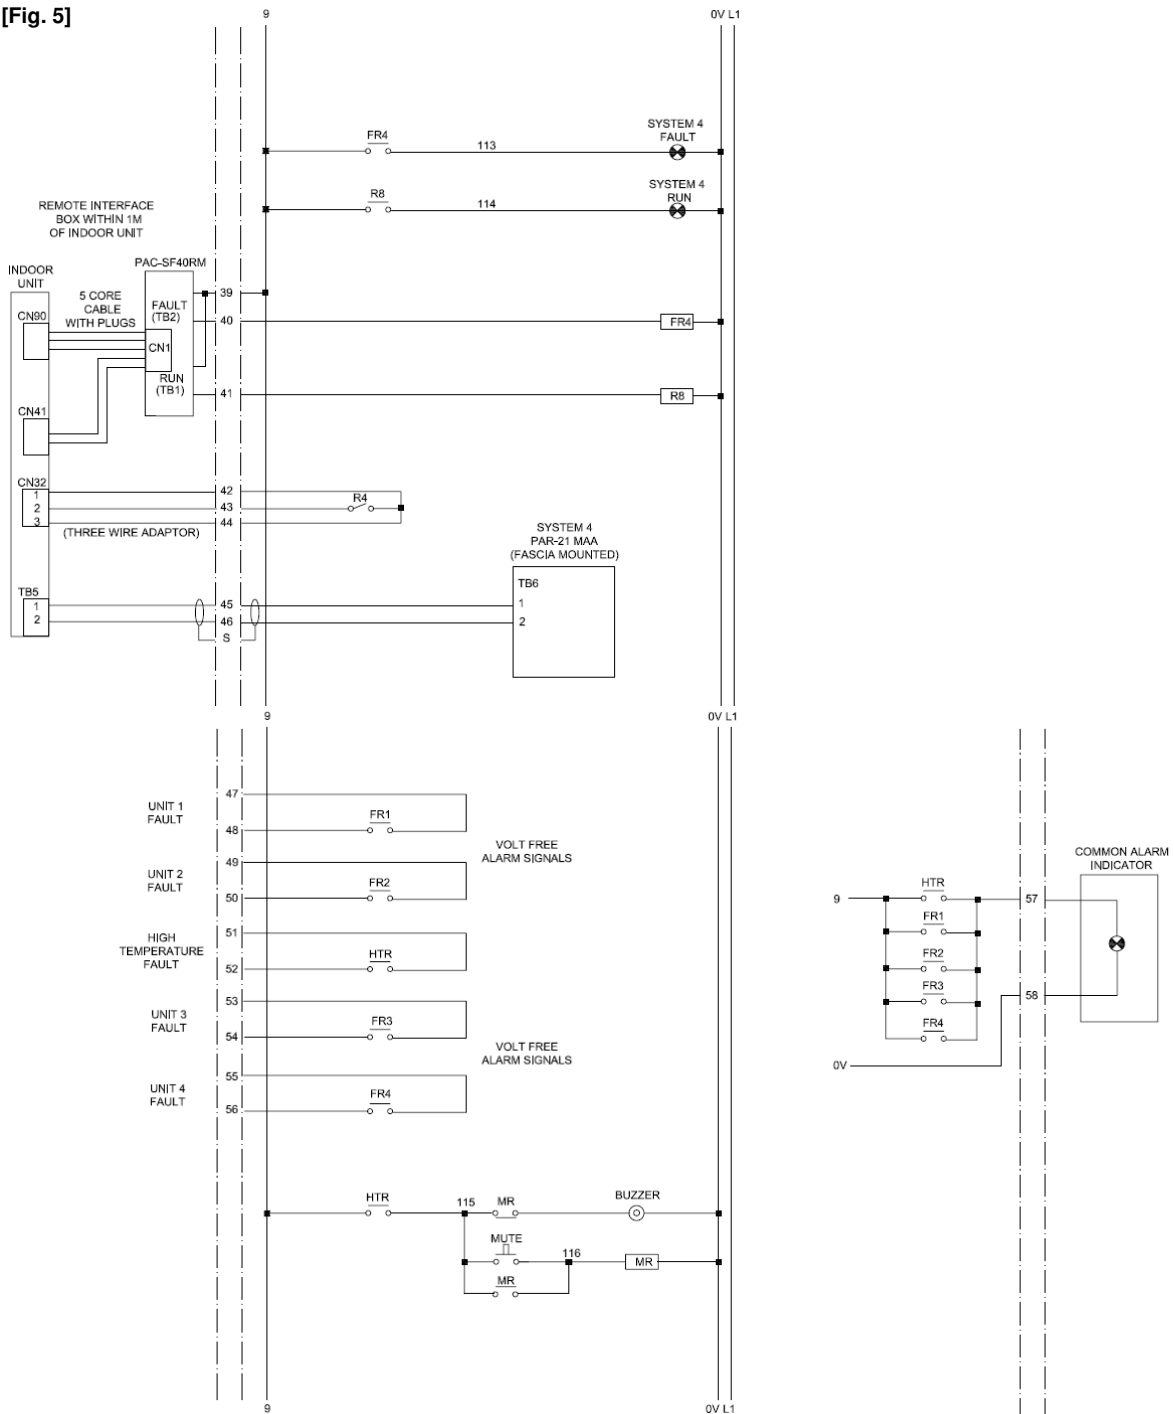 [Fig. 5]
9
0V L1
SYSTEM 4
FAULT
FR4
113
SYSTEM 4
RUN
R8
114
REMOTE INTERFACE
BOX WITHIN 1M
OF INDOOR UNIT
PAC-SF40RM
INDOOR
UNIT
5 CORE
CABLE
WITH PLUGS
CN90
FAULT
(TB2)
39
40
FR4
CN1
RUN
(TB1)
41
R8
CN41
CN32
1
2
3
42
43
44
R4
(THREE WIRE ADAPTOR)
SYSTEM 4
PAR-21 MAA
(FASCIA MOUNTED)
TB6
1
2
TB5
1
2
45
46
S
9
0V L1
47
UNIT 1
FAULT
FR1
48
VOLT FREE
ALARM SIGNALS
49
UNIT 2
FAULT
FR2
50
51
HIGH
TEMPERATURE
FAULT
HTR
52
53
UNIT 3
FAULT
FR3
54
VOLT FREE
ALARM SIGNALS
55
UNIT 4
FAULT
FR4
56
COMMON ALARM
INDICATOR
9
HTR
57
FR1
FR2
FR3
58
FR4
0V
HTR
115
MR
BUZZER
MUTE
116
MR
MR
9
0V L1